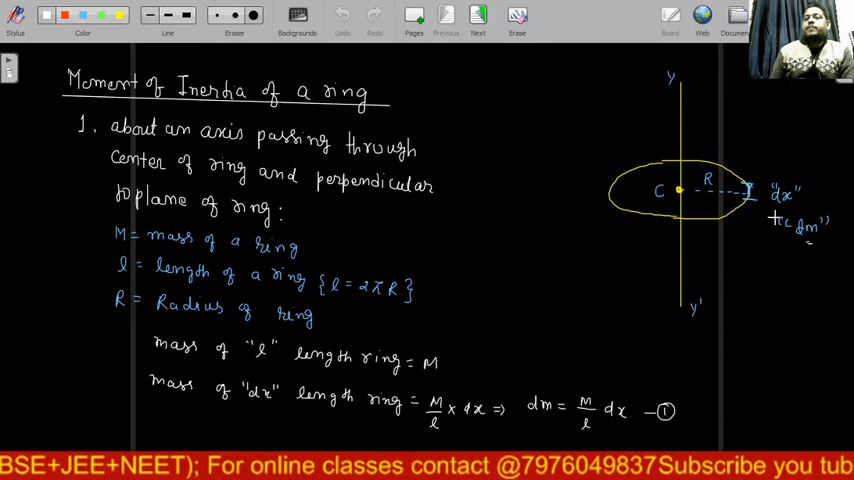 Stylus
Color
Line
Eraser
Backgrounds
Undo
Redo
Pages
Previous
Next
Erase
Board
Web
Moment of Inertia of a ring
1. about an axis passing through
center of ring and perpendicular
to plane of ring:
M = mass of a ring
l = length of a ring { l = 2πR }
R = Radius of ring
mass of "l" length ring = M
mass of "dx" length ring = M/l × dx ⇒ dm = M/l dx —①
y
C
R
"dx"
"dm"
y'
BSE+JEE+NEET); For online classes contact @7976049837Subscribe you tub